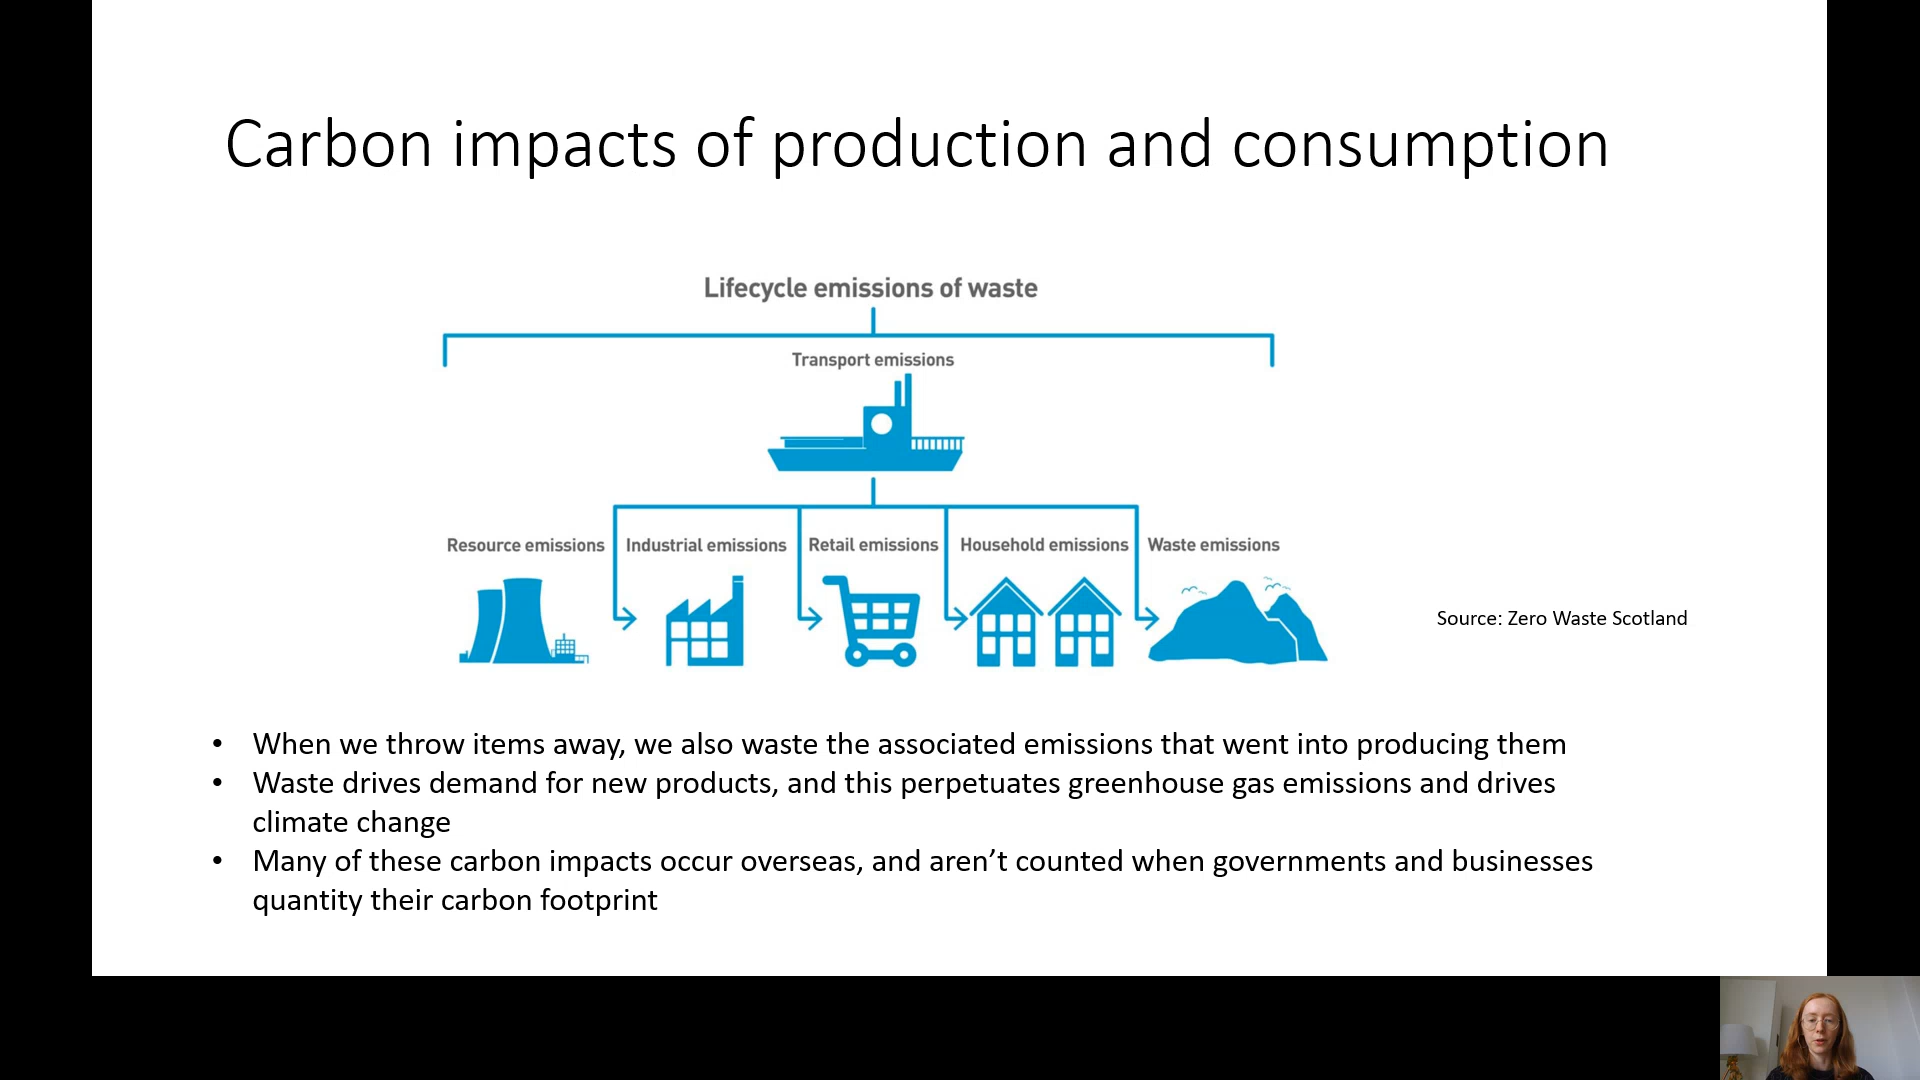 Carbon impacts of production and consumption
Lifecycle emissions of waste
Transport emissions
Resource emissions
Industrial emissions
Retail emissions
Household emissions
Waste emissions
Source: Zero Waste Scotland
• When we throw items away, we also waste the associated emissions that went into producing them
• Waste drives demand for new products, and this perpetuates greenhouse gas emissions and drives
climate change
• Many of these carbon impacts occur overseas, and aren’t counted when governments and businesses
quantity their carbon footprint